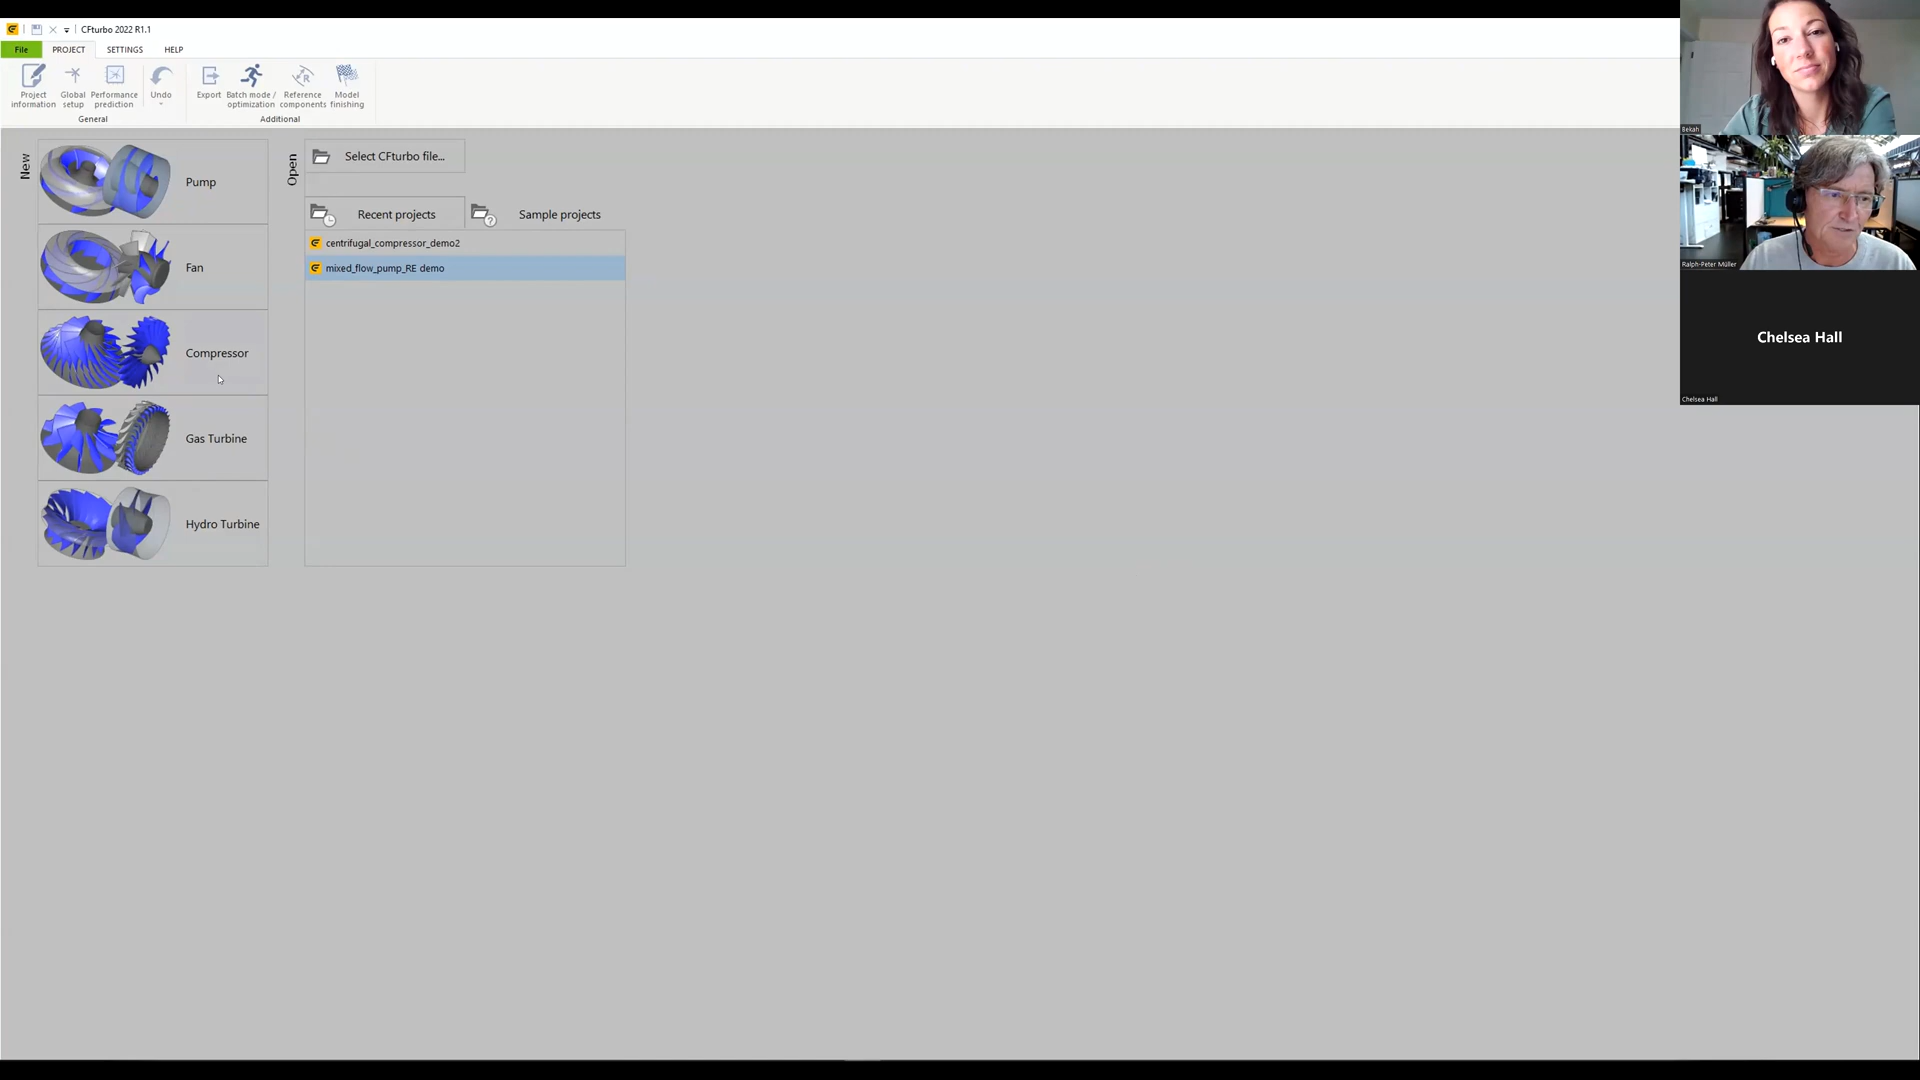 CFturbo 2022 R1.1
File PROJECT SETTINGS HELP
Project information
Global setup
Performance prediction
Undo
Export
Batch mode / optimization
Reference components
Model finishing
General
Additional
New
Pump
Fan
Compressor
Gas Turbine
Hydro Turbine
Open
Select CFturbo file...
Recent projects
Sample projects
centrifugal_compressor_demo2
mixed_flow_pump_RE demo
Bekah
Ralph-Peter Müller
Chelsea Hall
Chelsea Hall